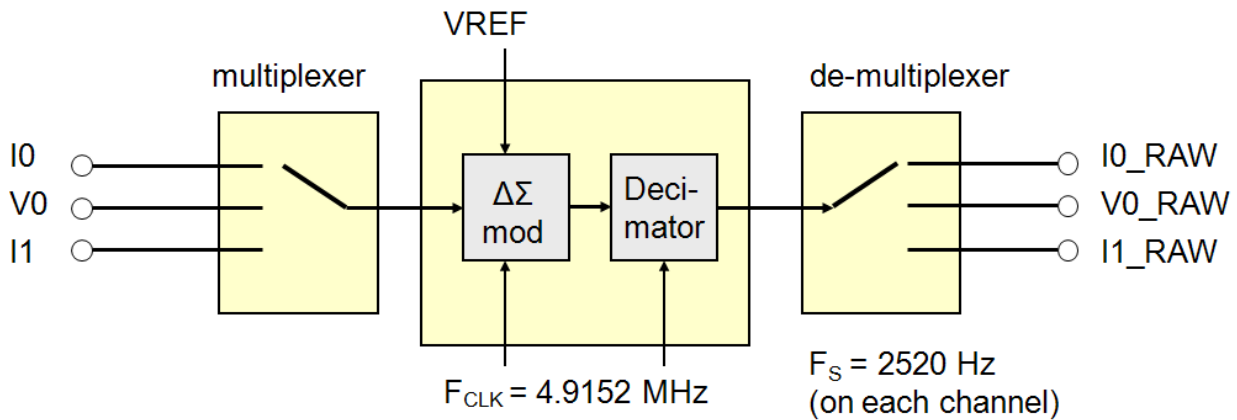 VREF
multiplexer
de-multiplexer
I0
V0
I1
ΔΣ
mod
Deci-
mator
I0_RAW
V0_RAW
I1_RAW
FCLK = 4.9152 MHz
FS = 2520 Hz
(on each channel)